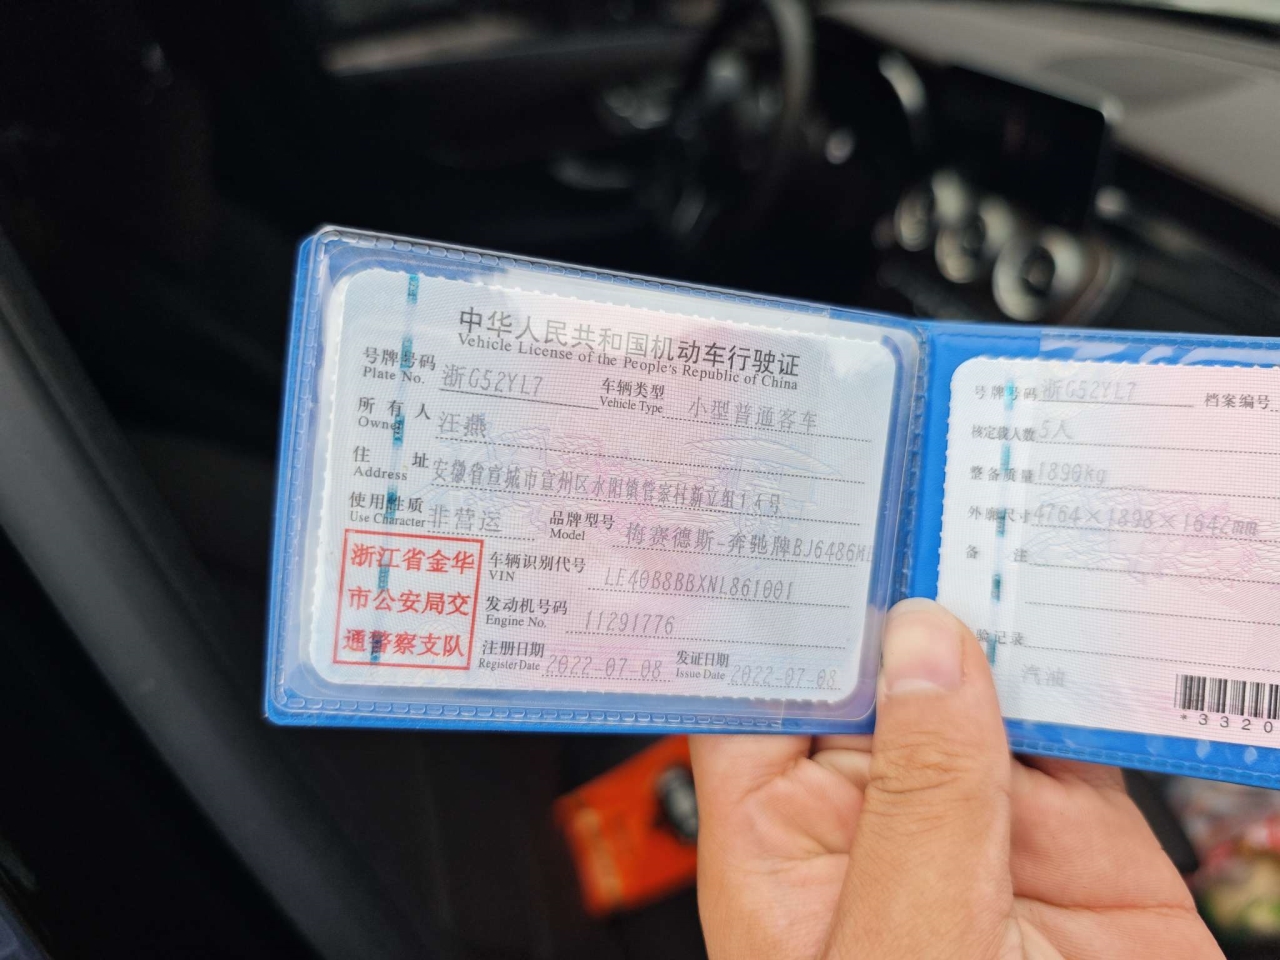 中华人民共和国机动车行驶证
Vehicle License of the People's Republic of China
号牌号码 浙G52YL7 车辆类型 小型普通客车
Plate No. Vehicle Type
所有人 汪燕
Owner
住址 安徽省宣城市宣州区水阳镇管家村新立组14号
Address
使用性质 非营运 品牌型号 梅赛德斯-奔驰牌BJ6486M
Use Character Model
浙江省金华
市公安局交
通警察支队
车辆识别代号 LE40B8BBXNL861001
VIN
发动机号码 11291776
Engine No.
注册日期 2022-07-08 发证日期 2022-07-08
Register Date Issue Date
号牌号码 浙G52YL7 档案编号
核定载人数 5人
整备质量 1890kg
外廓尺寸 4764×1898×1642mm
备注
验记录
汽油
*3320